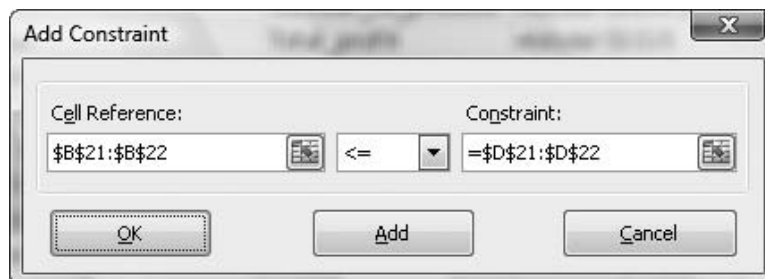 Add Constraint
Cell Reference:
Constraint:
$B$21:$B$22
<=
=$D$21:$D$22
OK
Add
Cancel